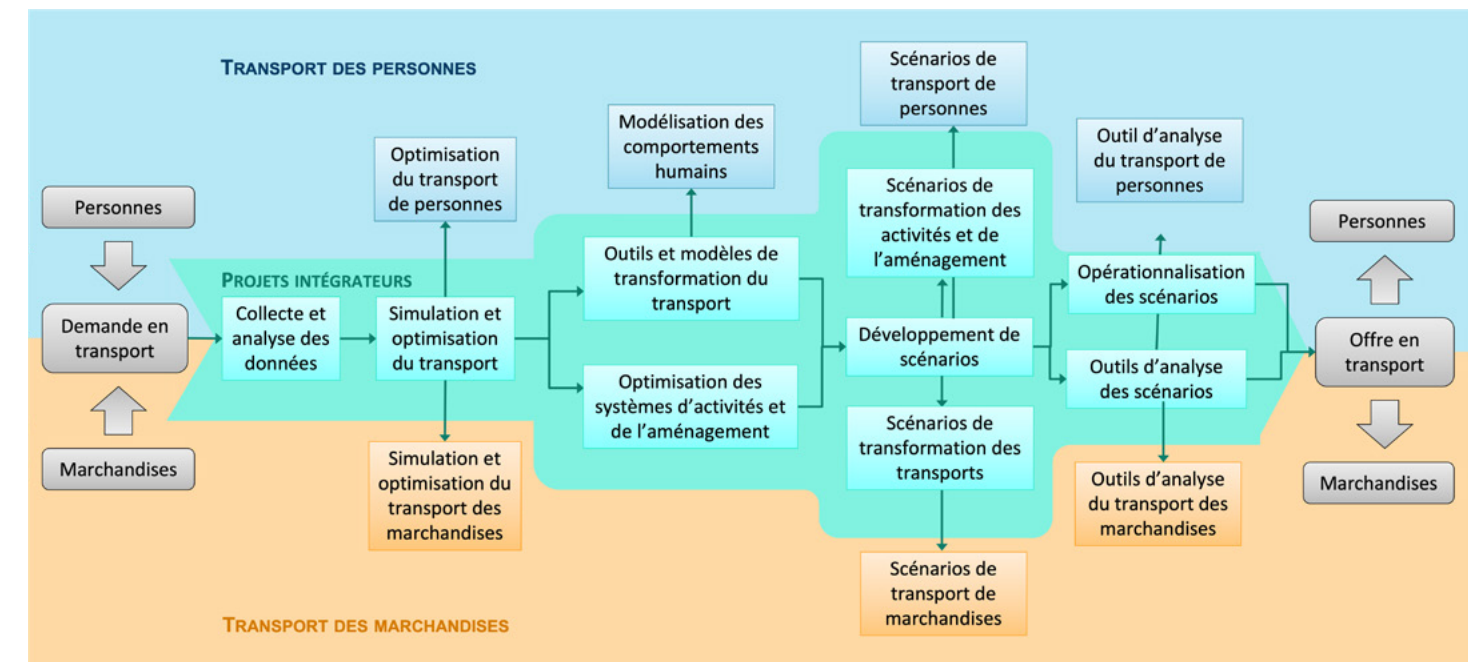 TRANSPORT DES PERSONNES
Personnes
Demande en
transport
Marchandises
PROJETS INTÉGRATEURS
Collecte et
analyse des
données
Optimisation
du transport
de personnes
Simulation et
optimisation
du transport
Simulation et
optimisation du
transport des
marchandises
Modélisation des
comportements
humains
Outils et modèles de
transformation du
transport
Optimisation des
systèmes d'activités et
de l'aménagement
Scénarios de
transport de
personnes
Scénarios de
transformation des
activités et de
l'aménagement
Développement de
scénarios
Scénarios de
transformation des
transports
Scénarios de
transport de
marchandises
Outil d'analyse
du transport de
personnes
Opérationnalisation
des scénarios
Outils d'analyse
des scénarios
Outils d'analyse
du transport des
marchandises
Personnes
Offre en
transport
Marchandises
TRANSPORT DES MARCHANDISES